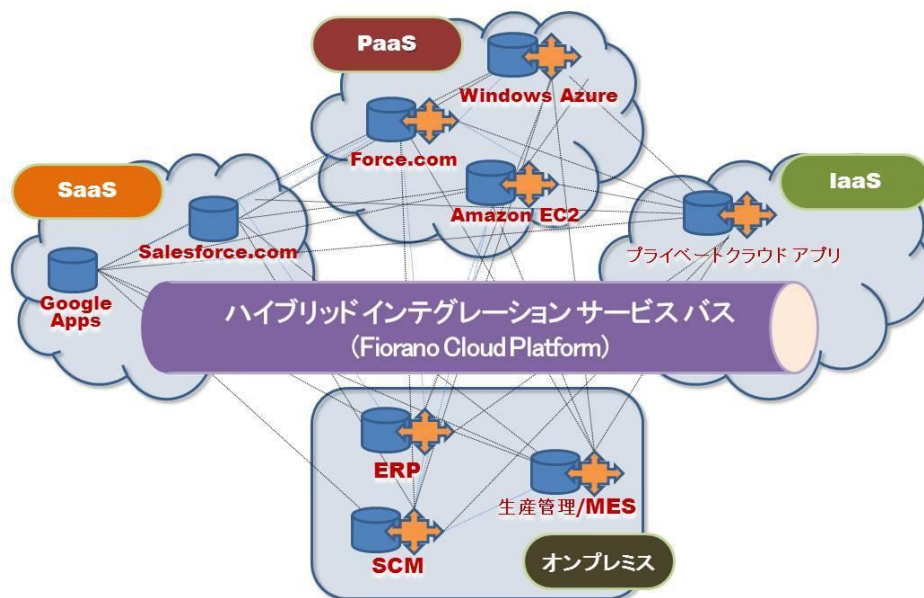 PaaS
Windows Azure
Force.com
Amazon EC2
SaaS
Salesforce.com
Google
Apps
IaaS
プライベートクラウド アプリ
ハイブリッド インテグレーション サービス バス
(Fiorano Cloud Platform)
ERP
生産管理/MES
SCM
オンプレミス